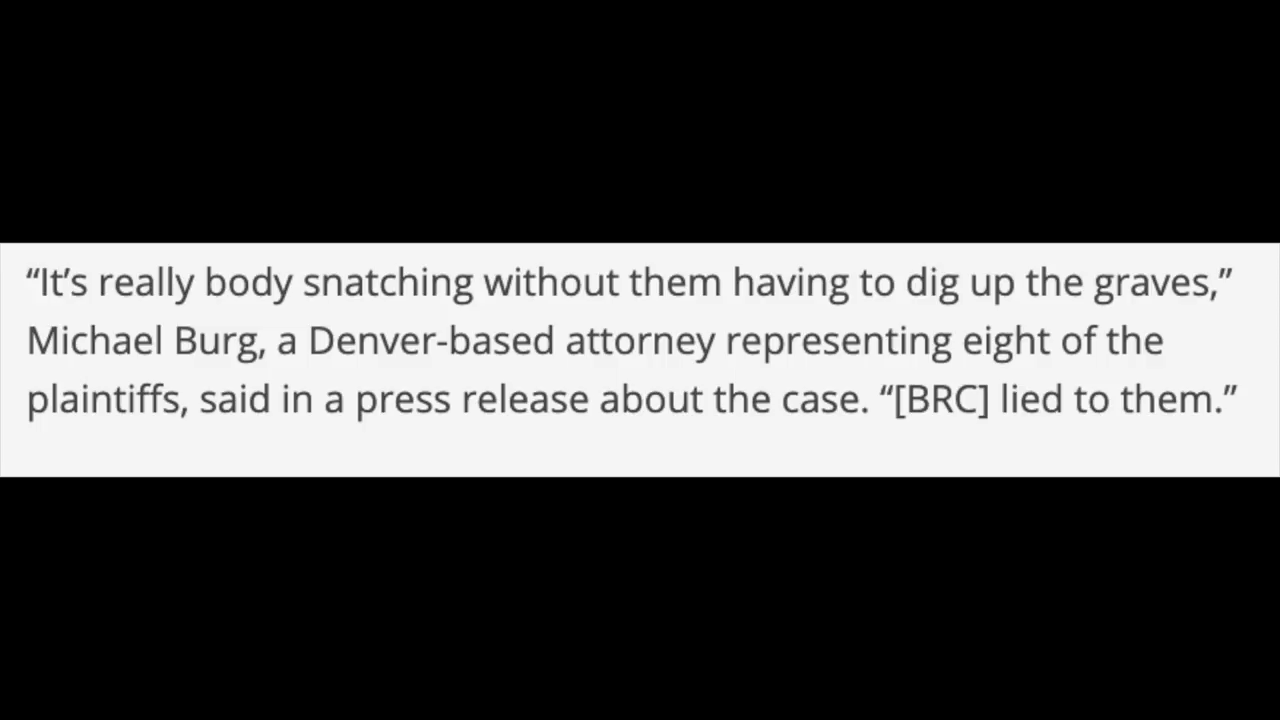 “It’s really body snatching without them having to dig up the graves,”
Michael Burg, a Denver-based attorney representing eight of the
plaintiffs, said in a press release about the case. “[BRC] lied to them.”